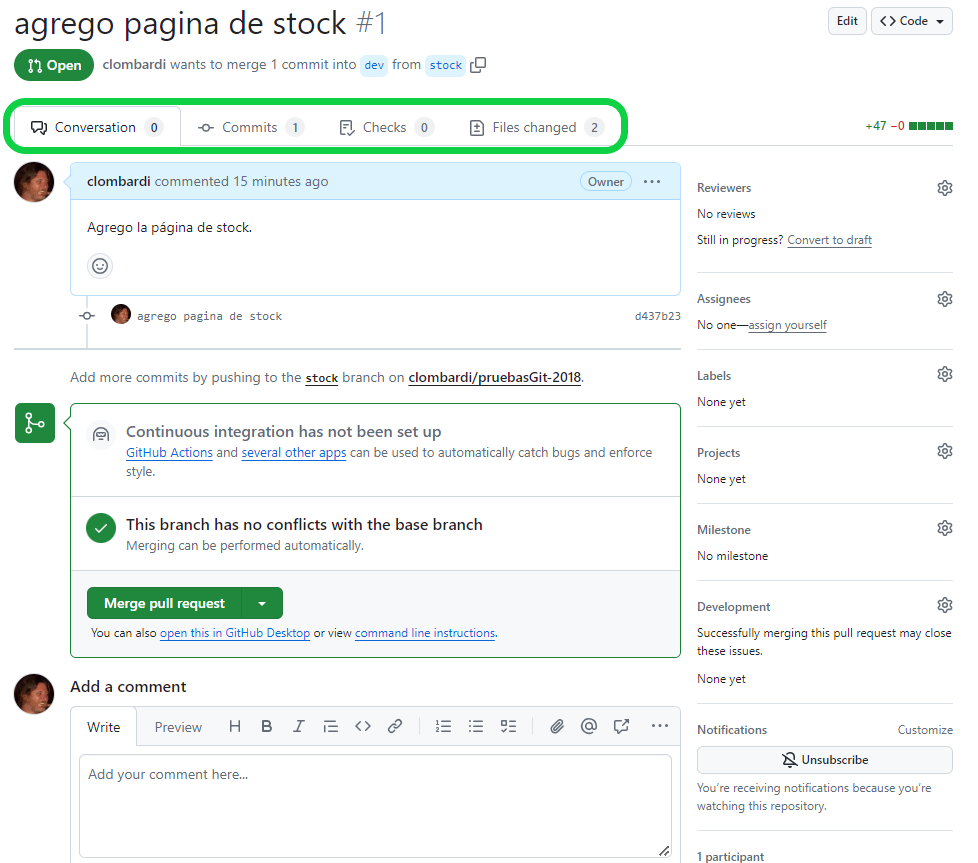 agrego pagina de stock #1
Edit
Code
Open
clombardi wants to merge 1 commit into dev from stock
Conversation 0
Commits 1
Checks 0
Files changed 2
+47 −0
clombardi commented 15 minutes ago
Owner
Agrego la página de stock.
agrego pagina de stock
d437b23
Add more commits by pushing to the stock branch on clombardi/pruebasGit-2018.
Continuous integration has not been set up
GitHub Actions and several other apps can be used to automatically catch bugs and enforce
style.
This branch has no conflicts with the base branch
Merging can be performed automatically.
Merge pull request
You can also open this in GitHub Desktop or view command line instructions.
Add a comment
Write
Preview
Add your comment here...
Reviewers
No reviews
Still in progress? Convert to draft
Assignees
No one—assign yourself
Labels
None yet
Projects
None yet
Milestone
No milestone
Development
Successfully merging this pull request may close
these issues.
None yet
Notifications
Customize
Unsubscribe
You're receiving notifications because you're
watching this repository.
1 participant